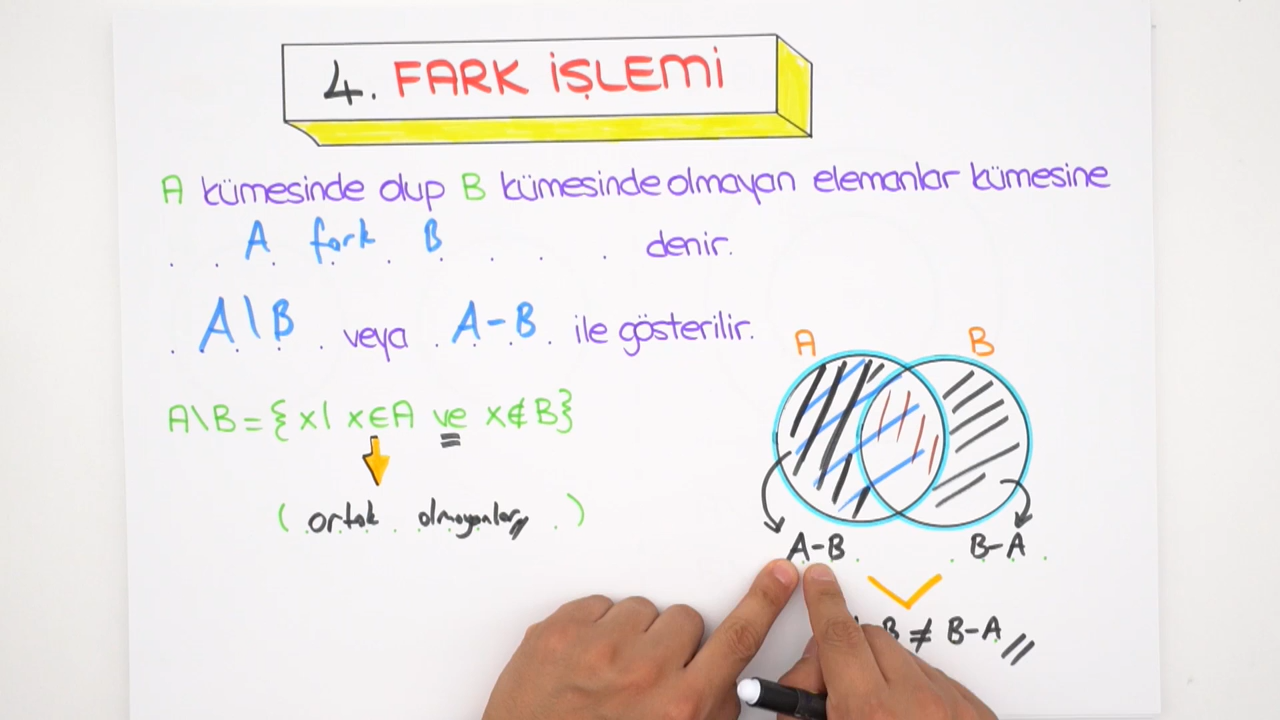 4. FARK İŞLEMİ
A kümesinde olup B kümesinde olmayan elemanlar kümesine
A fark B denir.
A\B veya A-B ile gösterilir.
A B
A\B = { x | x∈A ve x∉B}
( ortak olmayanlar )
A-B B-A
B ≠ B-A